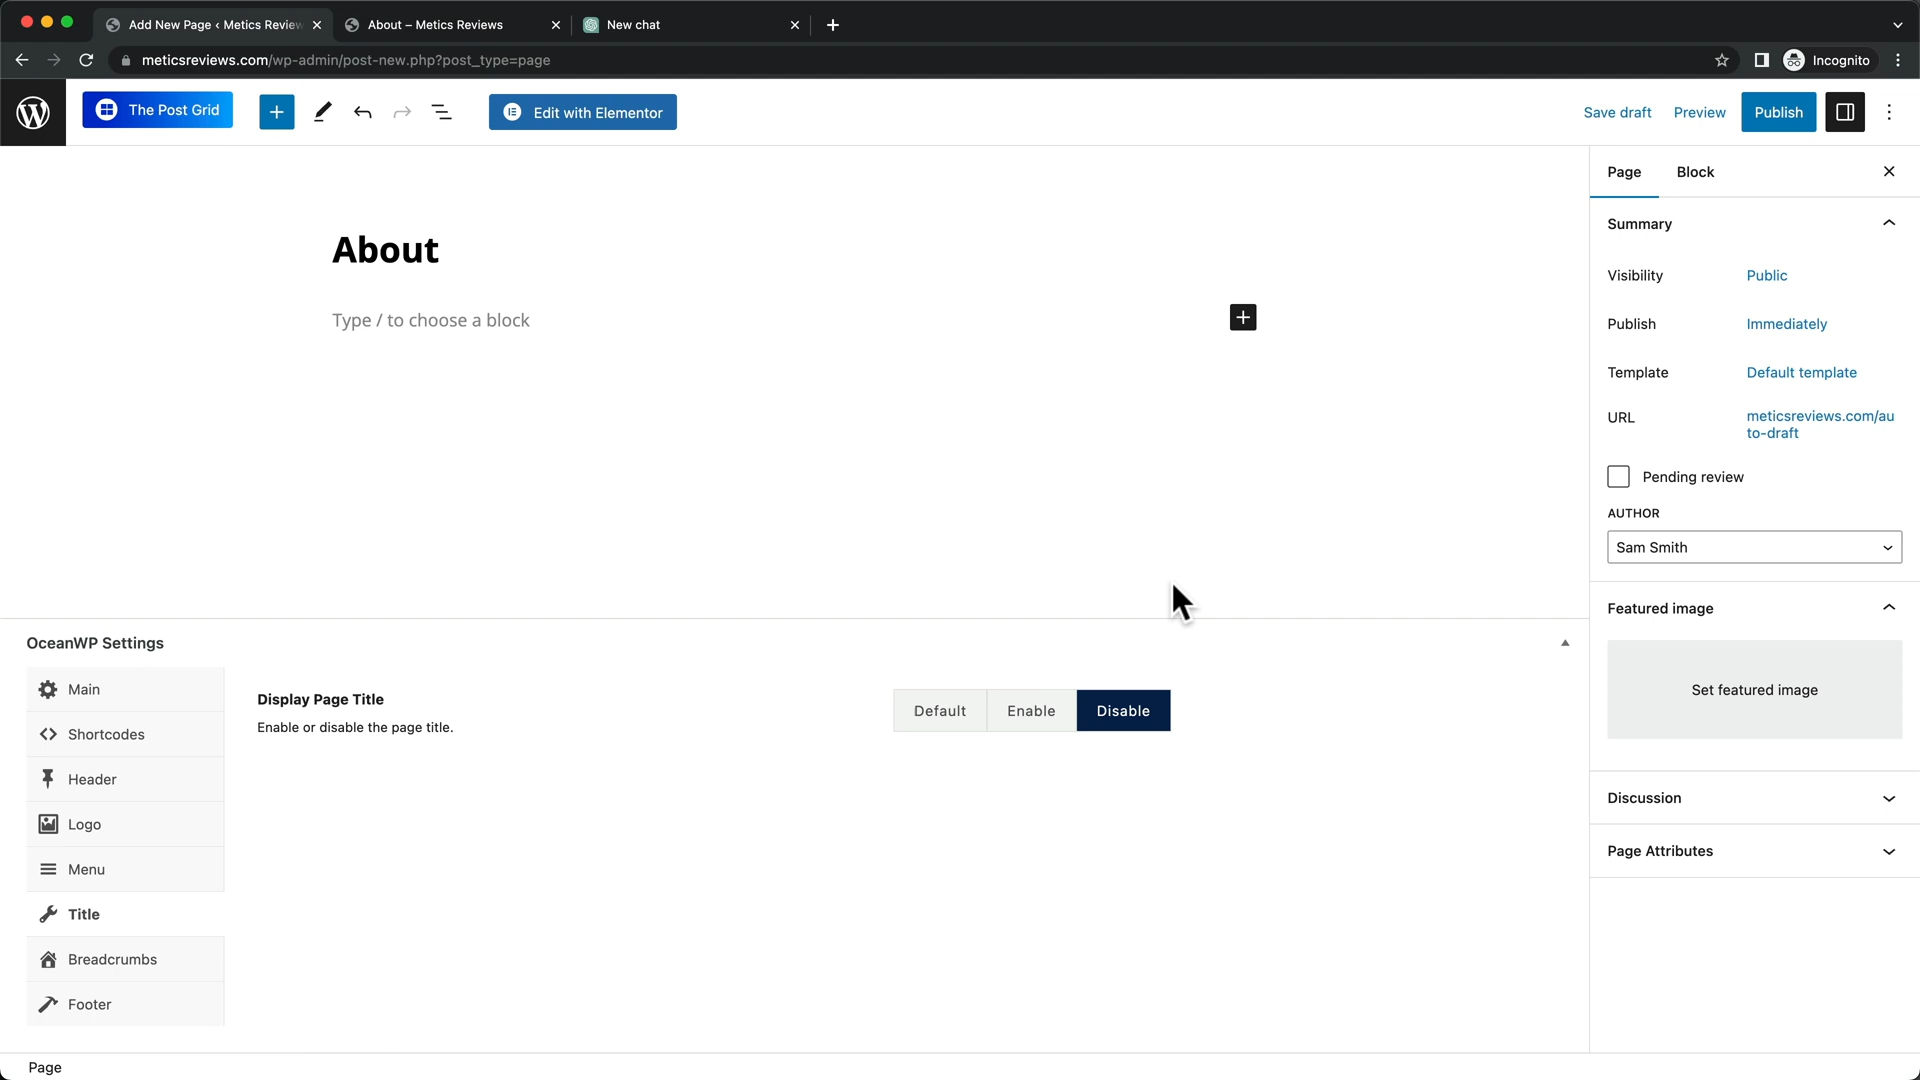 Add New Page ‹ Metics Review
About – Metics Reviews
New chat
meticsreviews.com/wp-admin/post-new.php?post_type=page
Incognito
The Post Grid
Edit with Elementor
Save draft
Preview
Publish
Page
Block
About
Summary
Type / to choose a block
Visibility
Public
Publish
Immediately
Template
Default template
URL
meticsreviews.com/au
to-draft
Pending review
AUTHOR
Sam Smith
Featured image
Set featured image
Discussion
Page Attributes
OceanWP Settings
Main
Shortcodes
Header
Logo
Menu
Title
Breadcrumbs
Footer
Display Page Title
Enable or disable the page title.
Default
Enable
Disable
Page